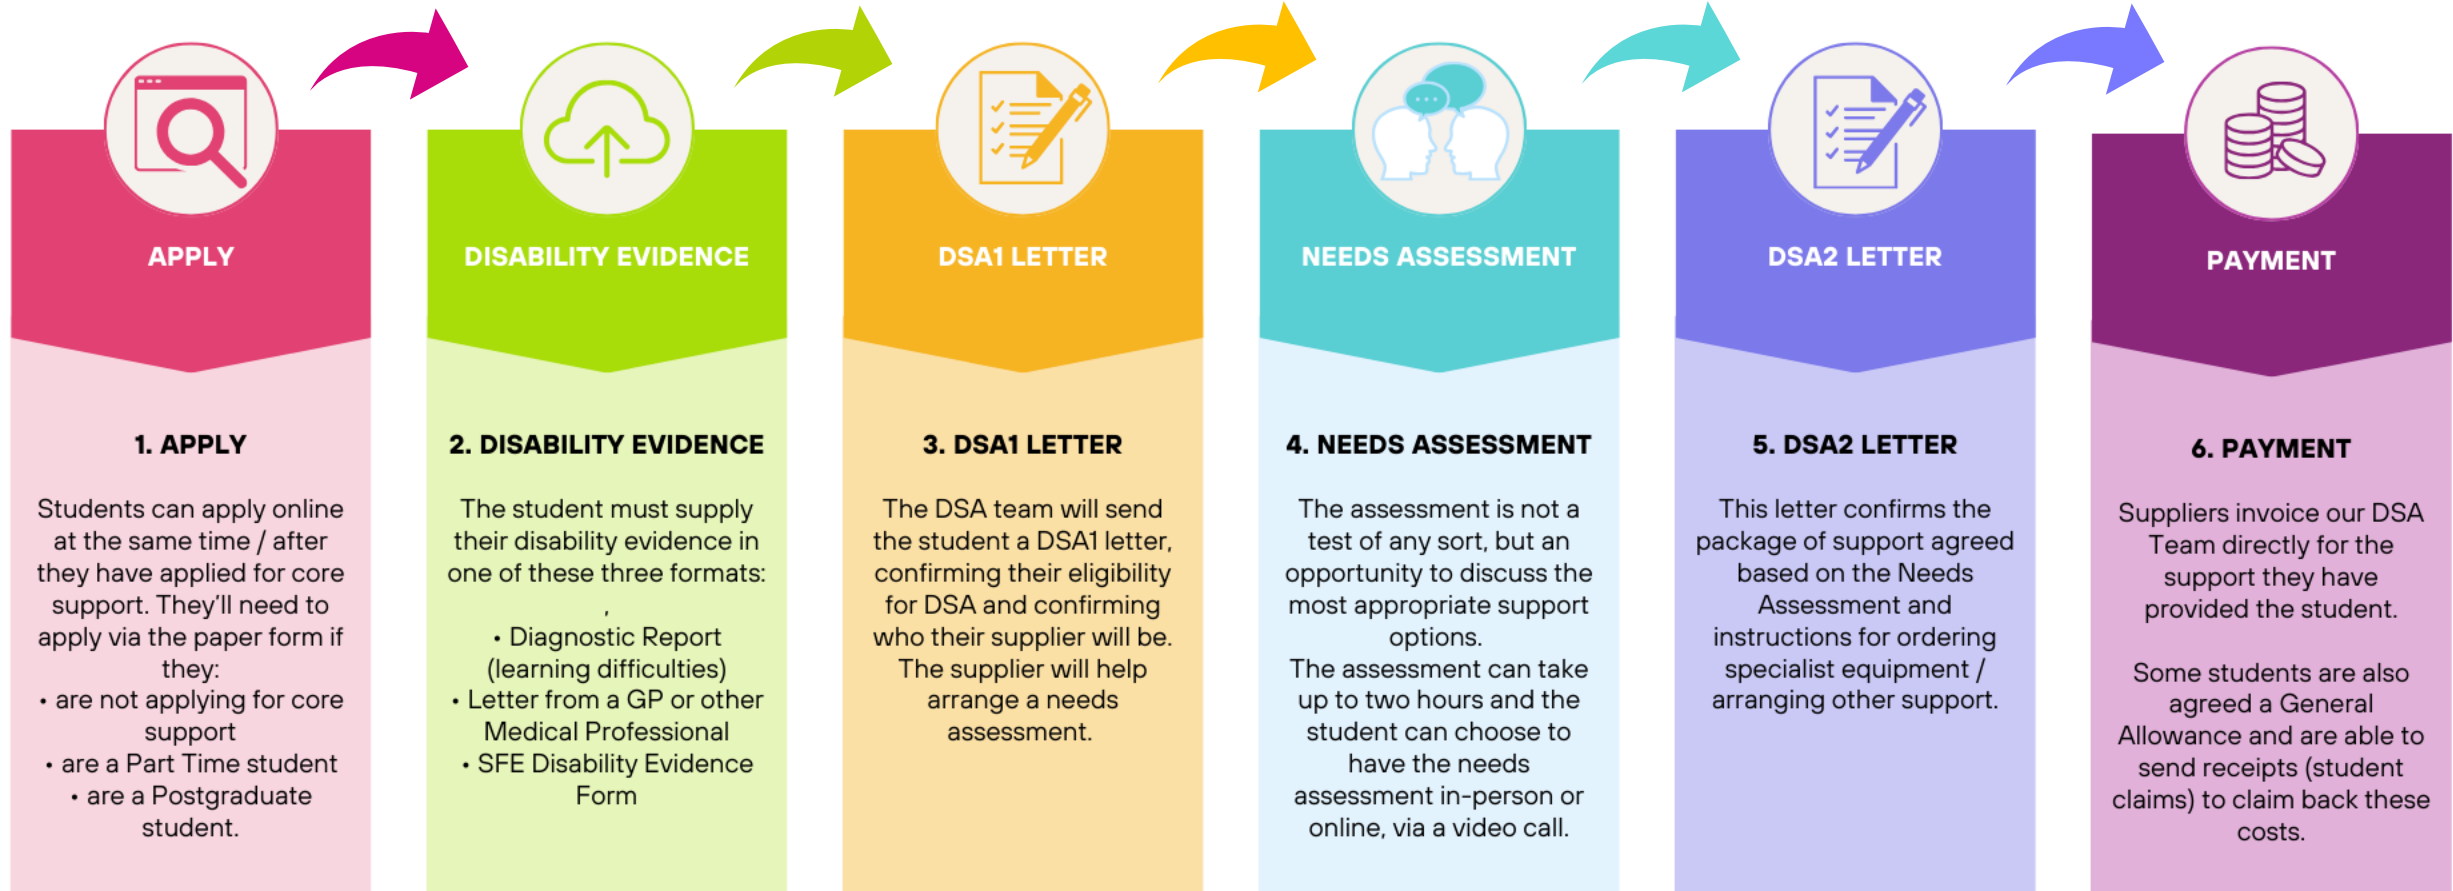 APPLY
1. APPLY
Students can apply online
at the same time / after
they have applied for core
support. They'll need to
apply via the paper form if
they:
• are not applying for core
support
• are a Part Time student
• are a Postgraduate
student.
DISABILITY EVIDENCE
2. DISABILITY EVIDENCE
The student must supply
their disability evidence in
one of these three formats:
,
• Diagnostic Report
(learning difficulties)
• Letter from a GP or other
Medical Professional
• SFE Disability Evidence
Form
DSA1 LETTER
3. DSA1 LETTER
The DSA team will send
the student a DSA1 letter,
confirming their eligibility
for DSA and confirming
who their supplier will be.
The supplier will help
arrange a needs
assessment.
NEEDS ASSESSMENT
4. NEEDS ASSESSMENT
The assessment is not a
test of any sort, but an
opportunity to discuss the
most appropriate support
options.
The assessment can take
up to two hours and the
student can choose to
have the needs
assessment in-person or
online, via a video call.
DSA2 LETTER
5. DSA2 LETTER
This letter confirms the
package of support agreed
based on the Needs
Assessment and
instructions for ordering
specialist equipment /
arranging other support.
PAYMENT
6. PAYMENT
Suppliers invoice our DSA
Team directly for the
support they have
provided the student.
Some students are also
agreed a General
Allowance and are able to
send receipts (student
claims) to claim back these
costs.